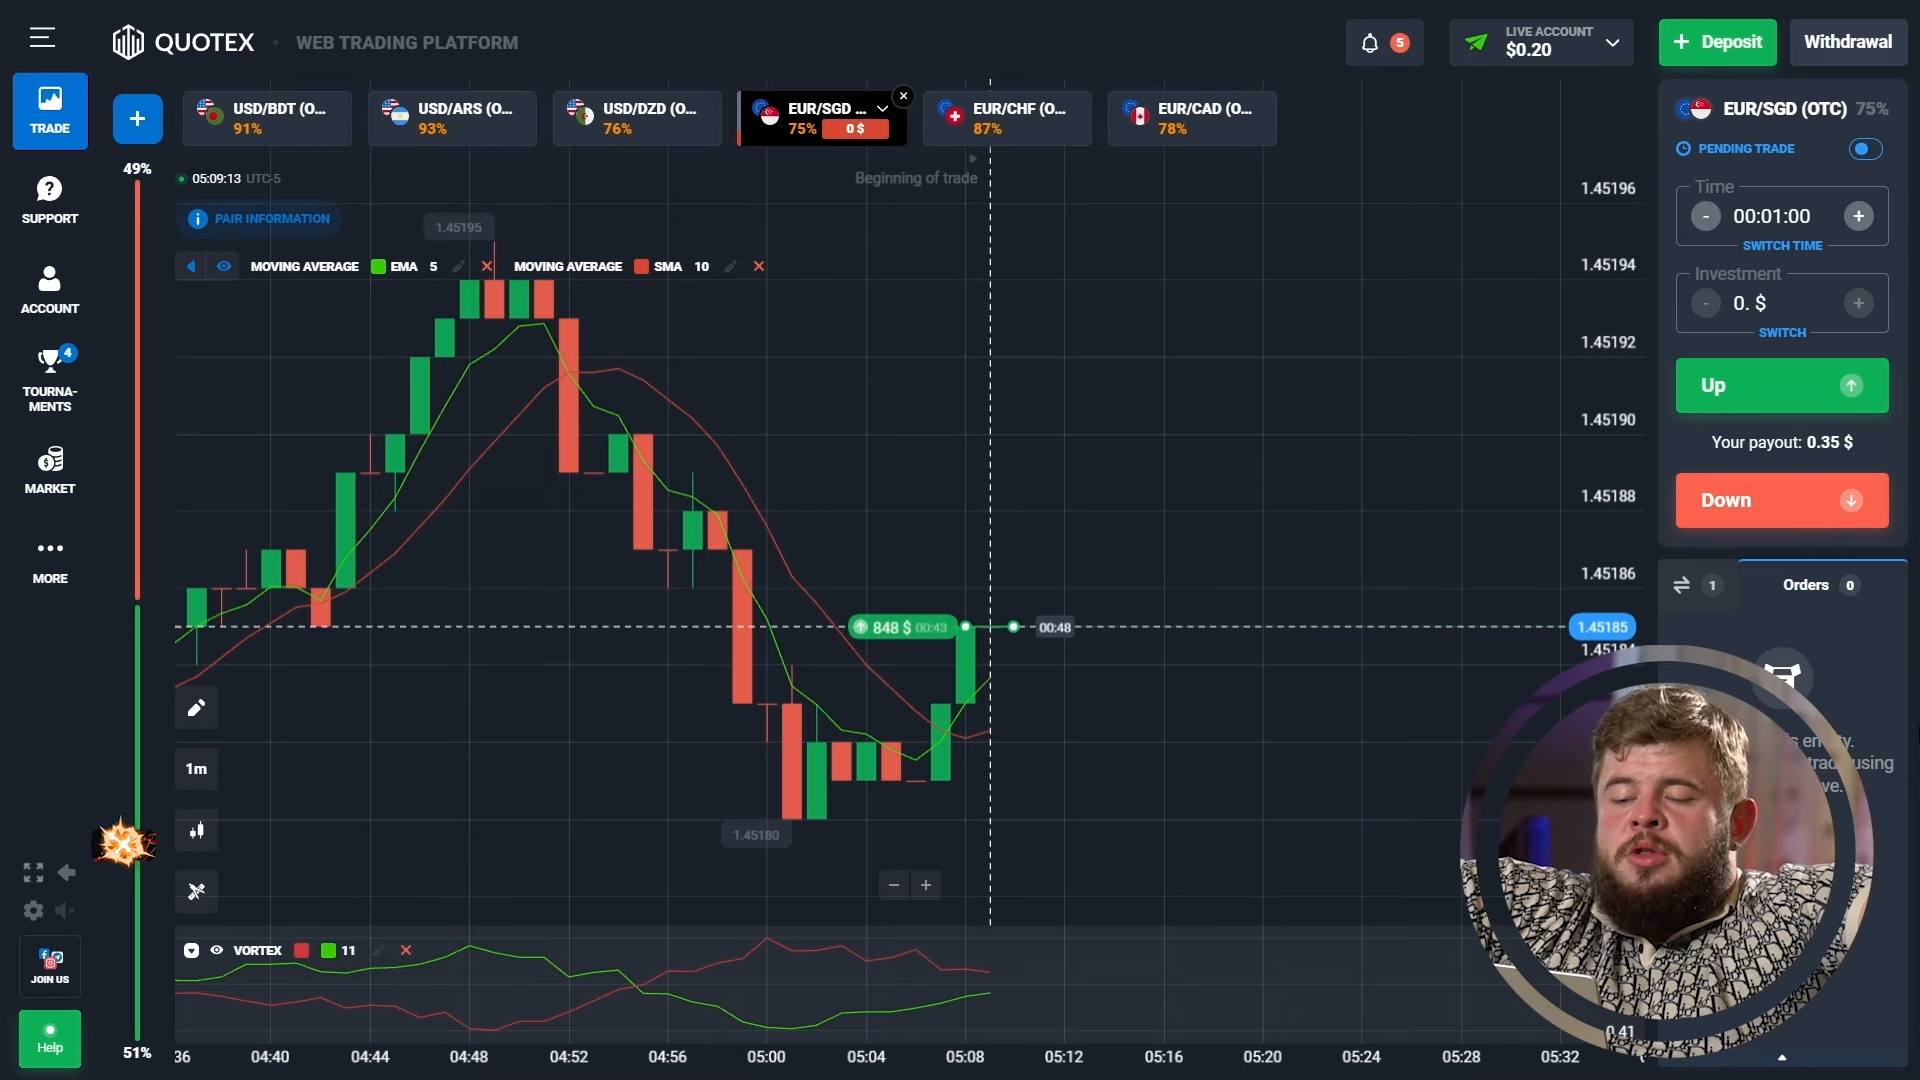 QUOTEX
WEB TRADING PLATFORM
5
LIVE ACCOUNT
$0.20
+ Deposit
Withdrawal
TRADE
+
USD/BDT (O...
91%
USD/ARS (O...
93%
USD/DZD (O...
76%
EUR/SGD ...
75%
0 $
EUR/CHF (O...
87%
EUR/CAD (O...
78%
EUR/SGD (OTC) 75%
PENDING TRADE
49%
05:09:13 UTC-5
Beginning of trade
PAIR INFORMATION
1.45195
MOVING AVERAGE EMA 5
MOVING AVERAGE SMA 10
SUPPORT
ACCOUNT
4
TOURNA-
MENTS
MARKET
MORE
JOIN US
Help
51%
Time
- 00:01:00 +
SWITCH TIME
Investment
- 0. $ +
SWITCH
Up
Your payout: 0.35 $
Down
1
Orders 0
1.45196
1.45194
1.45192
1.45190
1.45188
1.45186
848 $ 00:43
00:48
1.45185
1m
1.45180
− +
VORTEX 11
using
ve.
0.41
36 04:40 04:44 04:48 04:52 04:56 05:00 05:04 05:08 05:12 05:16 05:20 05:24 05:28 05:32